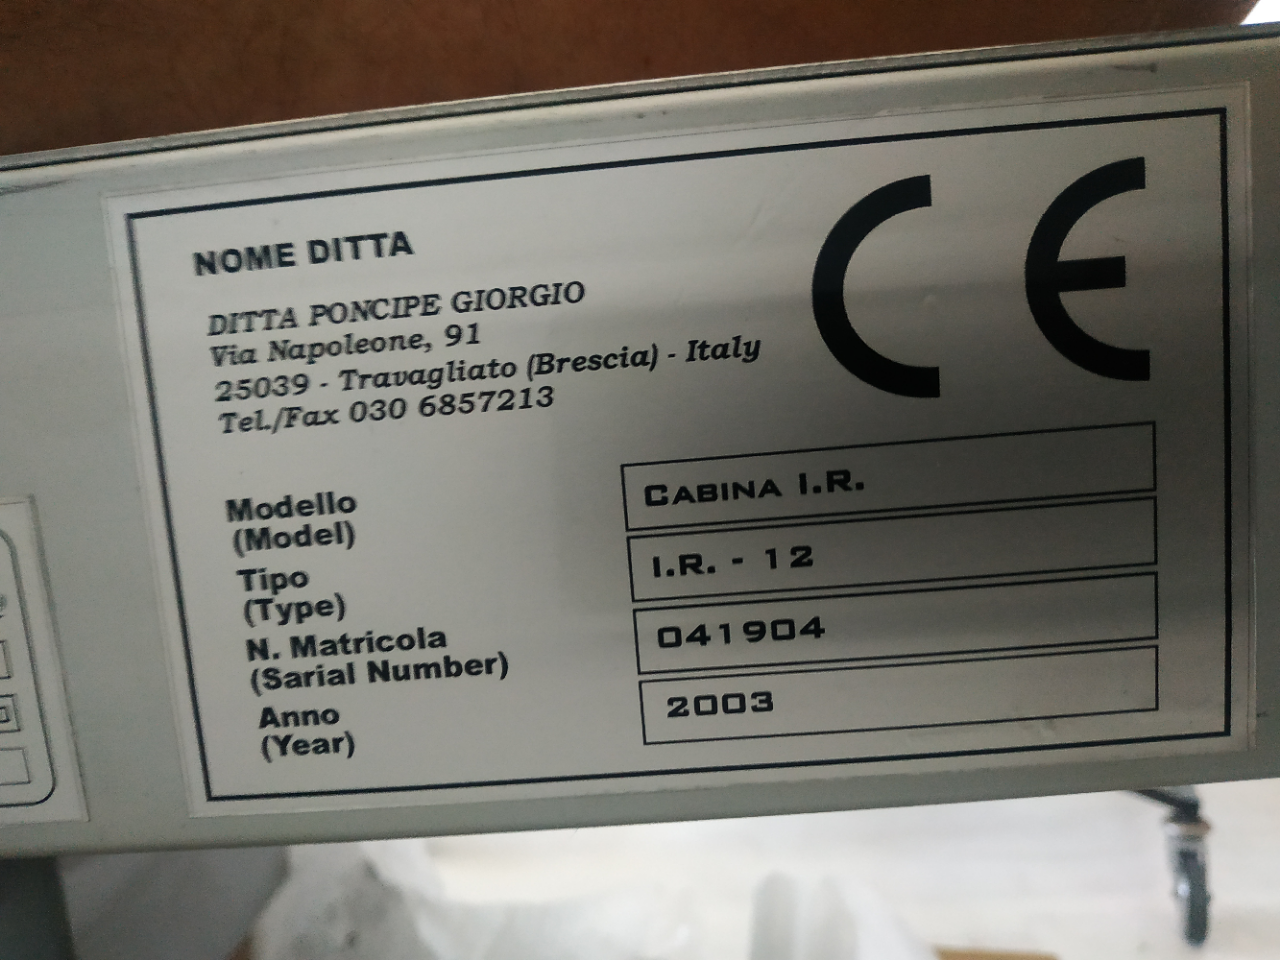 NOME DITTA
DITTA PONCIPE GIORGIO
Via Napoleone, 91
25039 - Travagliato (Brescia) - Italy
Tel./Fax 030 6857213
CE
Modello
(Model)
CABINA I.R.
Tipo
(Type)
I.R. - 12
N. Matricola
(Sarial Number)
041904
Anno
(Year)
2003